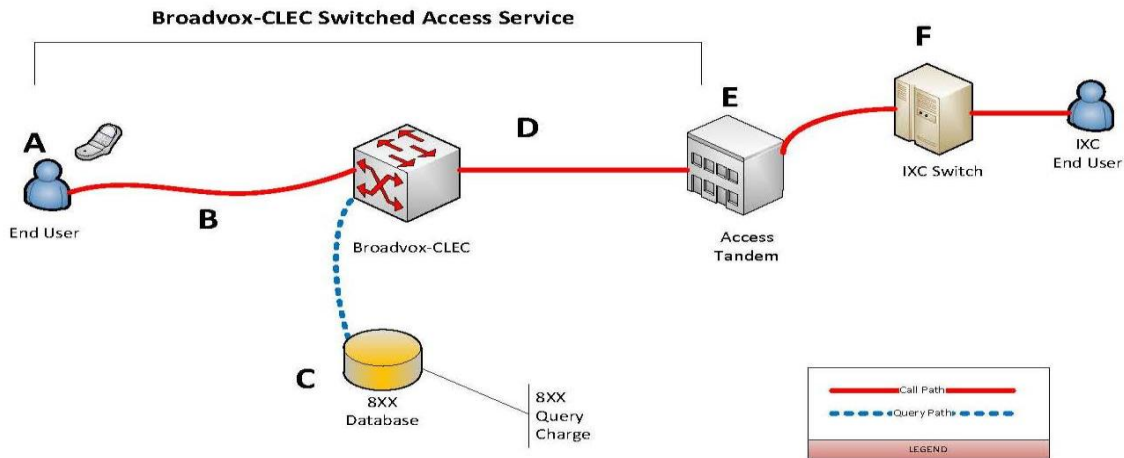 Broadvox-CLEC Switched Access Service
F
E
D
A
IXC
End User
IXC Switch
B
End User
Broadvox-CLEC
Access
Tandem
C
8XX
Database
8XX
Query
Charge
Call Path
Query Path
LEGEND